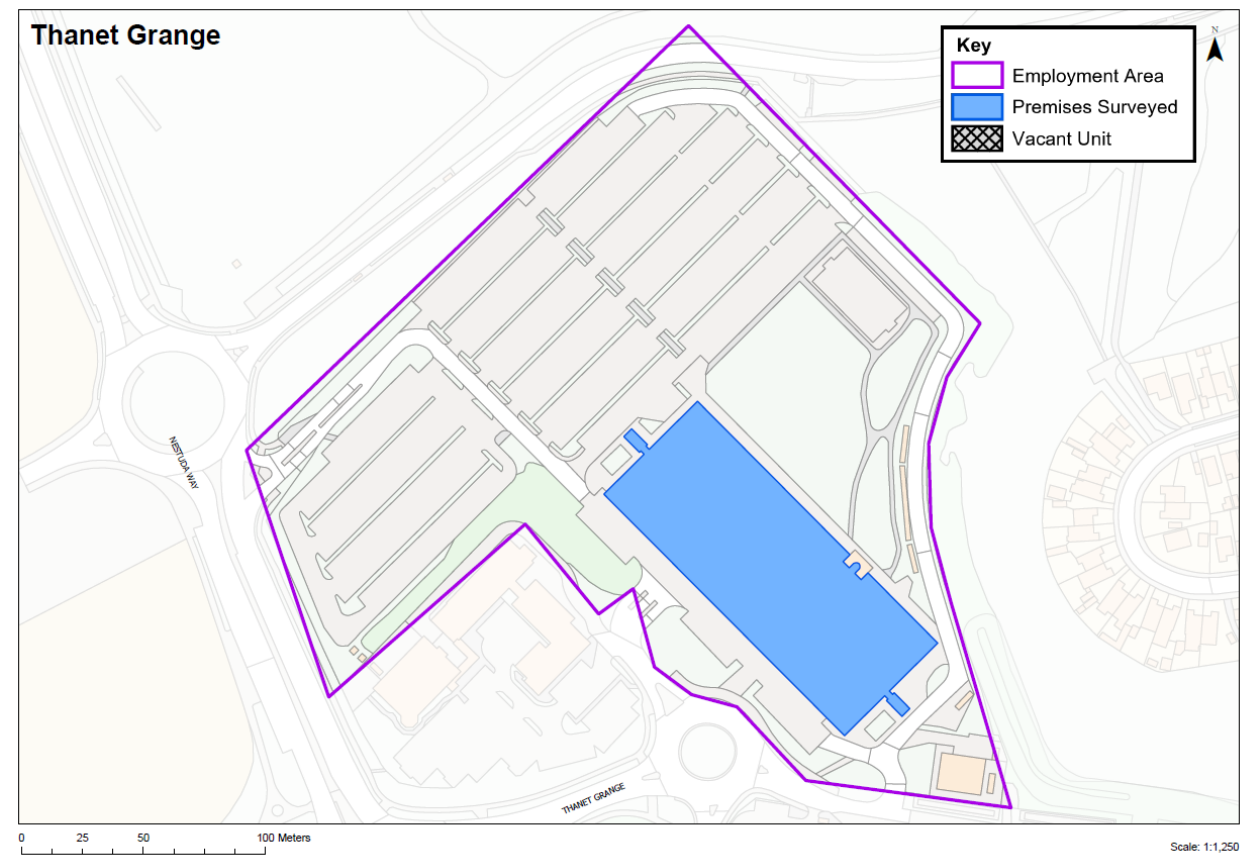 Thanet Grange
Key
N
Employment Area
Premises Surveyed
Vacant Unit
NESTUDA WAY
THANET GRANGE
0 25 50 100 Meters
Scale: 1:1,250